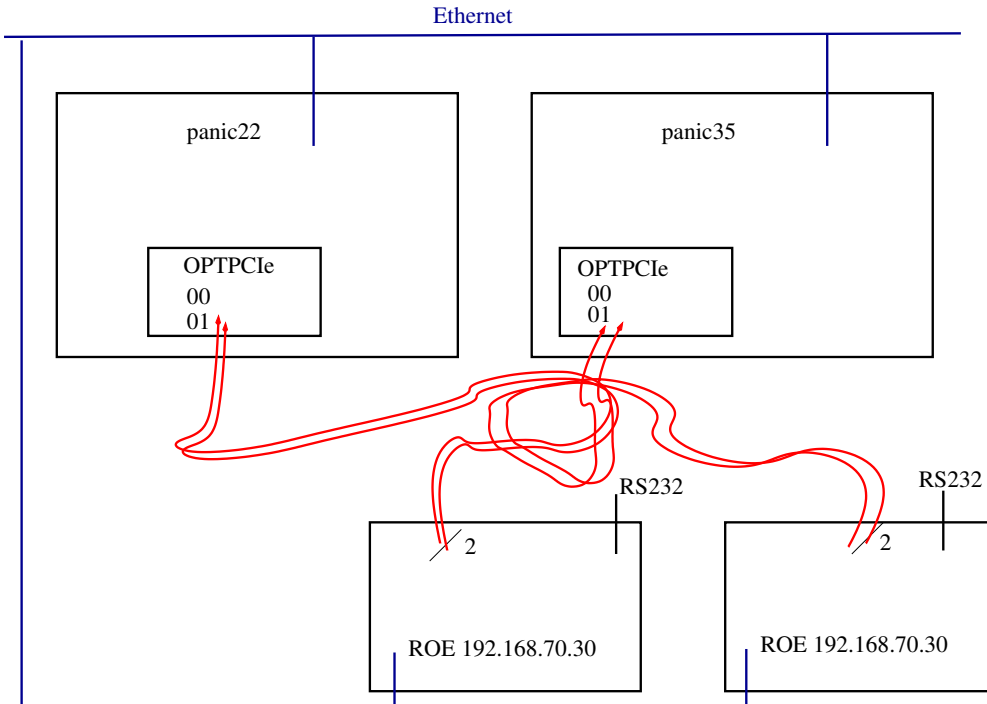 Ethernet
panic22
panic35
OPTPCIe
00
01
OPTPCIe
00
01
RS232
RS232
2
2
ROE 192.168.70.30
ROE 192.168.70.30